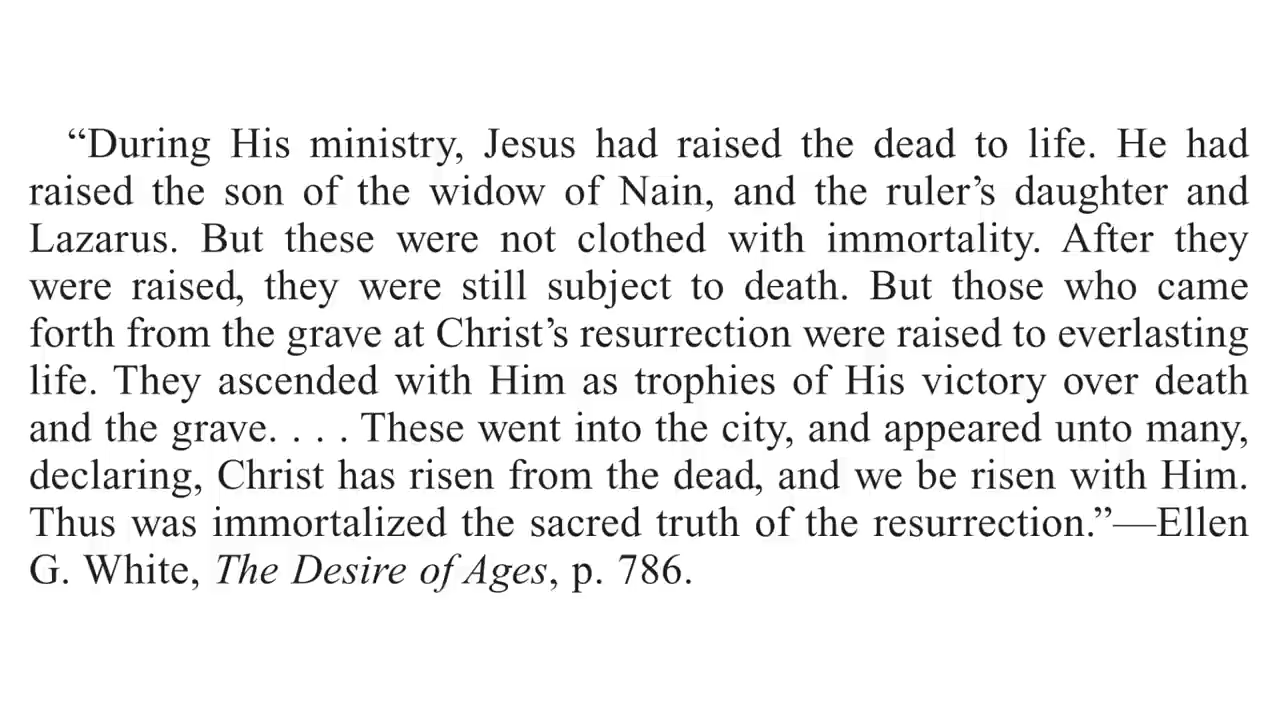 “During His ministry, Jesus had raised the dead to life. He had
raised the son of the widow of Nain, and the ruler’s daughter and
Lazarus. But these were not clothed with immortality. After they
were raised, they were still subject to death. But those who came
forth from the grave at Christ’s resurrection were raised to everlasting
life. They ascended with Him as trophies of His victory over death
and the grave. . . . These went into the city, and appeared unto many,
declaring, Christ has risen from the dead, and we be risen with Him.
Thus was immortalized the sacred truth of the resurrection.”—Ellen
G. White, The Desire of Ages, p. 786.